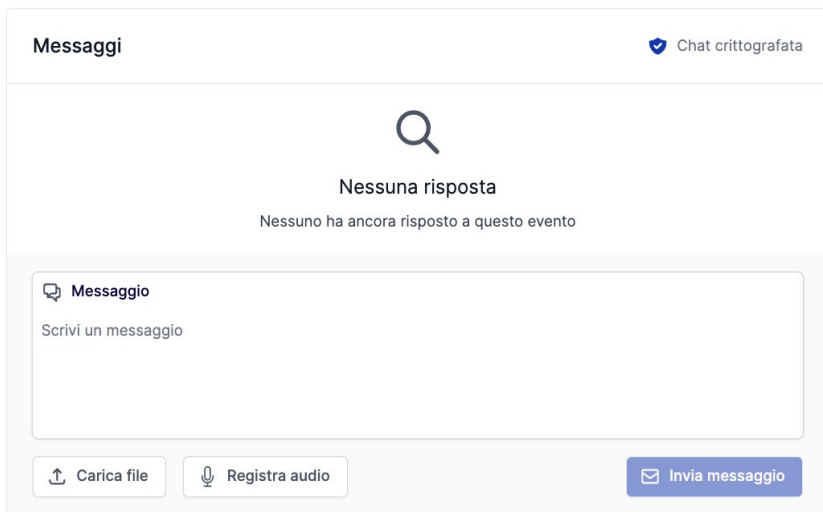 Messaggi
Chat crittografata
Nessuna risposta
Nessuno ha ancora risposto a questo evento
Messaggio
Scrivi un messaggio
Carica file
Registra audio
Invia messaggio